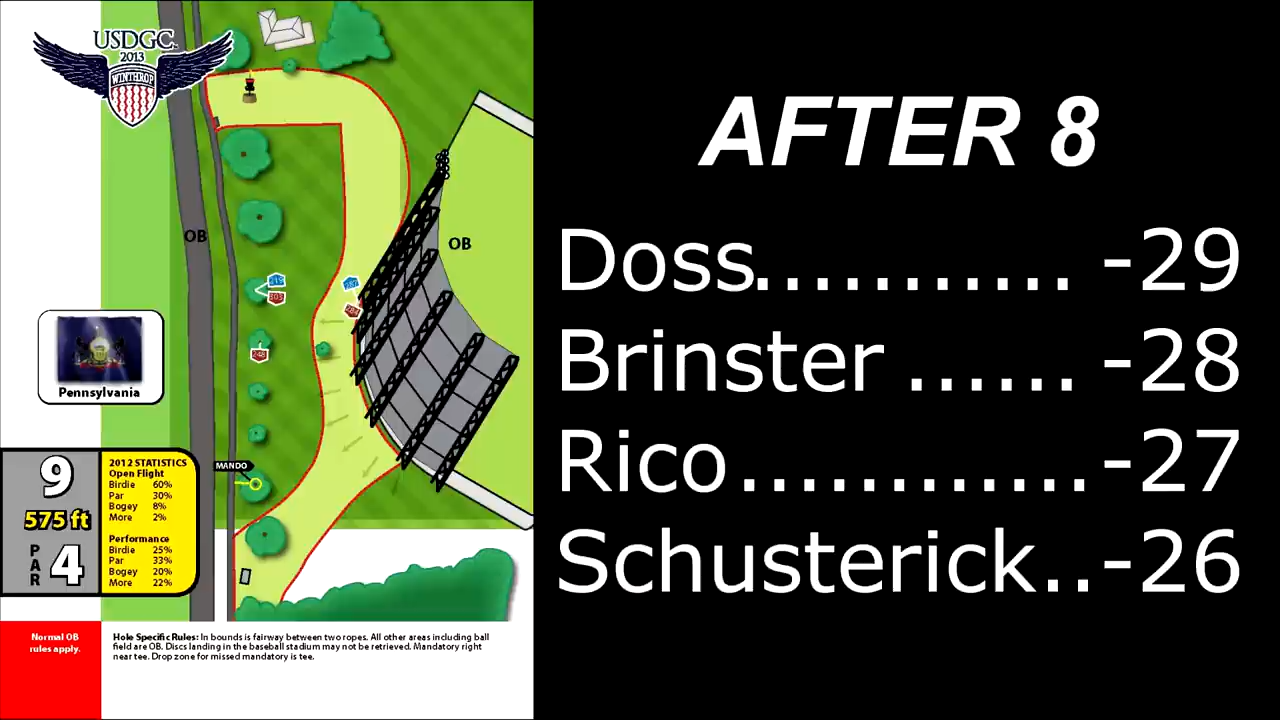 USDGC
2013
WINTHROP
OB
OB
215
303
287
248
Pennsylvania
MANDO
9
575 ft
PAR 4
2012 STATISTICS
Open Flight
Birdie 60%
Par 30%
Bogey 8%
More 2%
Performance
Birdie 25%
Par 33%
Bogey 20%
More 22%
Normal OB
rules apply.
Hole Specific Rules: In bounds is fairway between two ropes. All other areas including ball
field are OB. Discs landing in the baseball stadium may not be retrieved. Mandatory right
near tee. Drop zone for missed mandatory is tee.
AFTER 8
Doss........... -29
Brinster ...... -28
Rico............ -27
Schusterick..-26